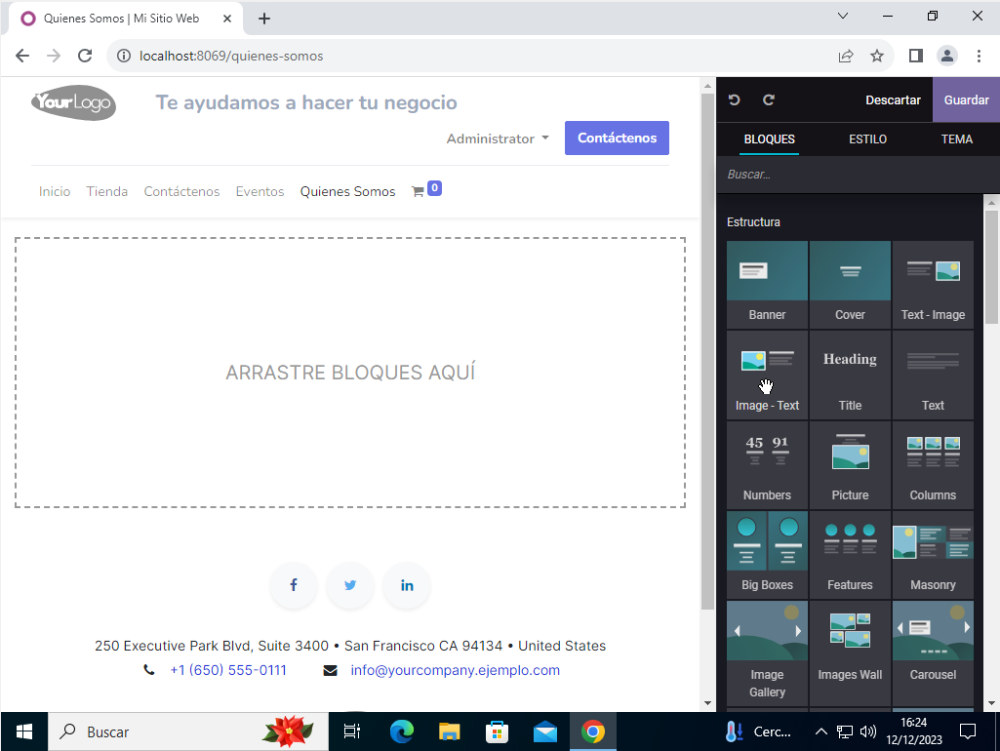 Quienes Somos | Mi Sitio Web
localhost:8069/quienes-somos
YourLogo
Te ayudamos a hacer tu negocio
Administrator
Contáctenos
Inicio Tienda Contáctenos Eventos Quienes Somos 0
ARRASTRE BLOQUES AQUÍ
250 Executive Park Blvd, Suite 3400 • San Francisco CA 94134 • United States
+1 (650) 555-0111 info@yourcompany.ejemplo.com
Descartar Guardar
BLOQUES ESTILO TEMA
Buscar...
Estructura
Banner Cover Text - Image
Heading
Image - Text Title Text
45 91
Numbers Picture Columns
Big Boxes Features Masonry
Image Gallery Images Wall Carousel
Buscar
Cerc...
16:24
12/12/2023